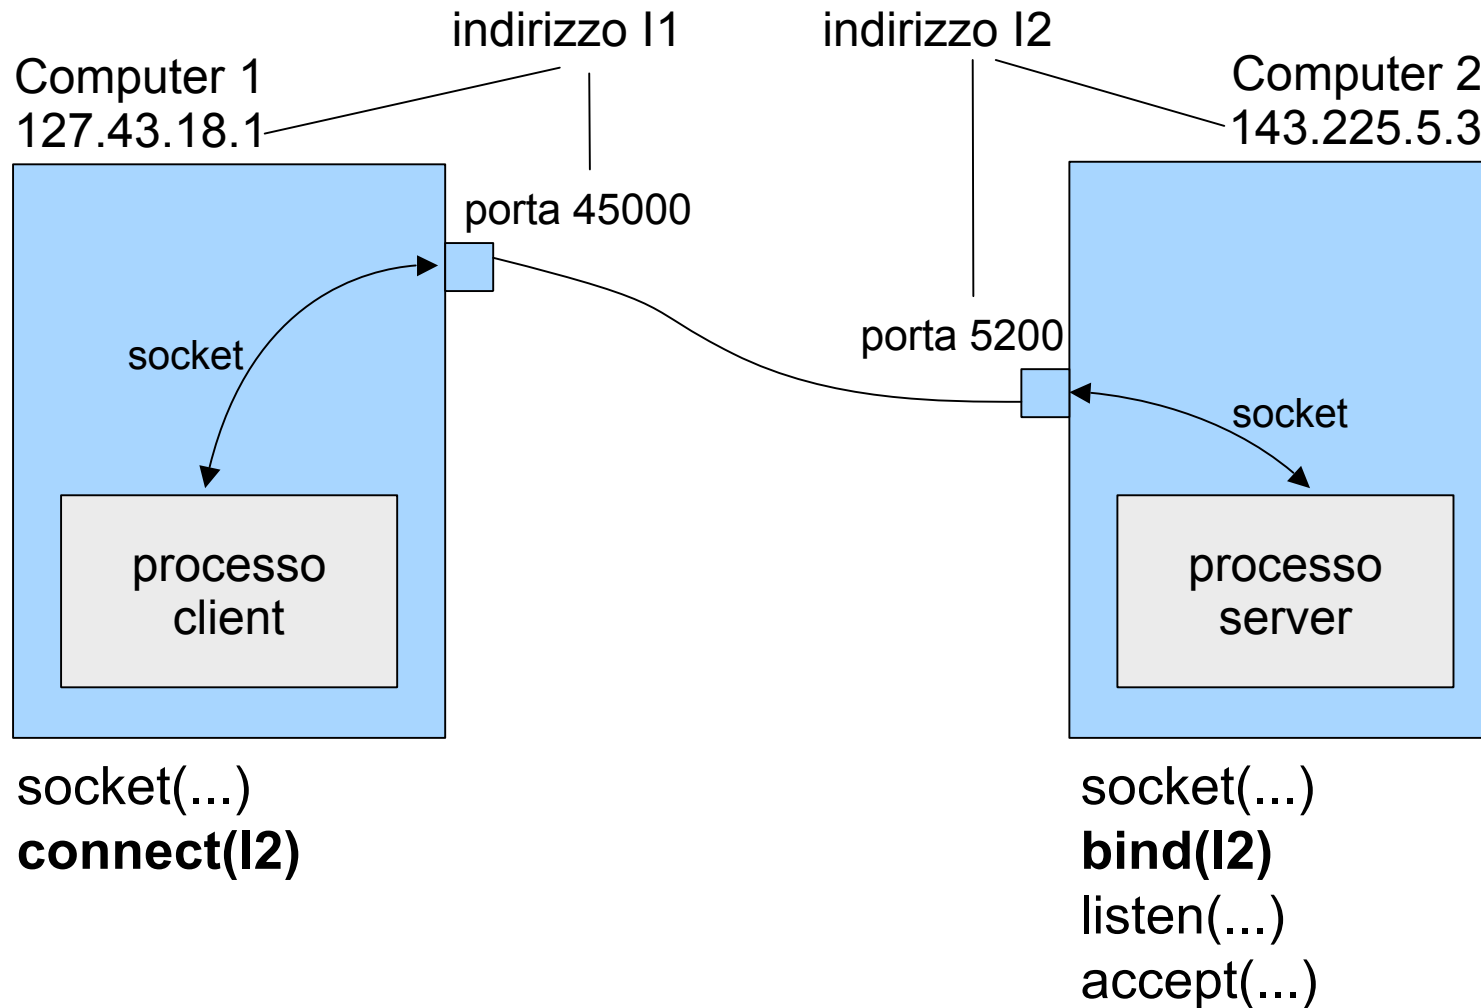 indirizzo I1
indirizzo I2
Computer 1
127.43.18.1
Computer 2
143.225.5.3
porta 45000
porta 5200
socket
socket
processo
client
processo
server
socket(...)
connect(I2)
socket(...)
bind(I2)
listen(...)
accept(...)